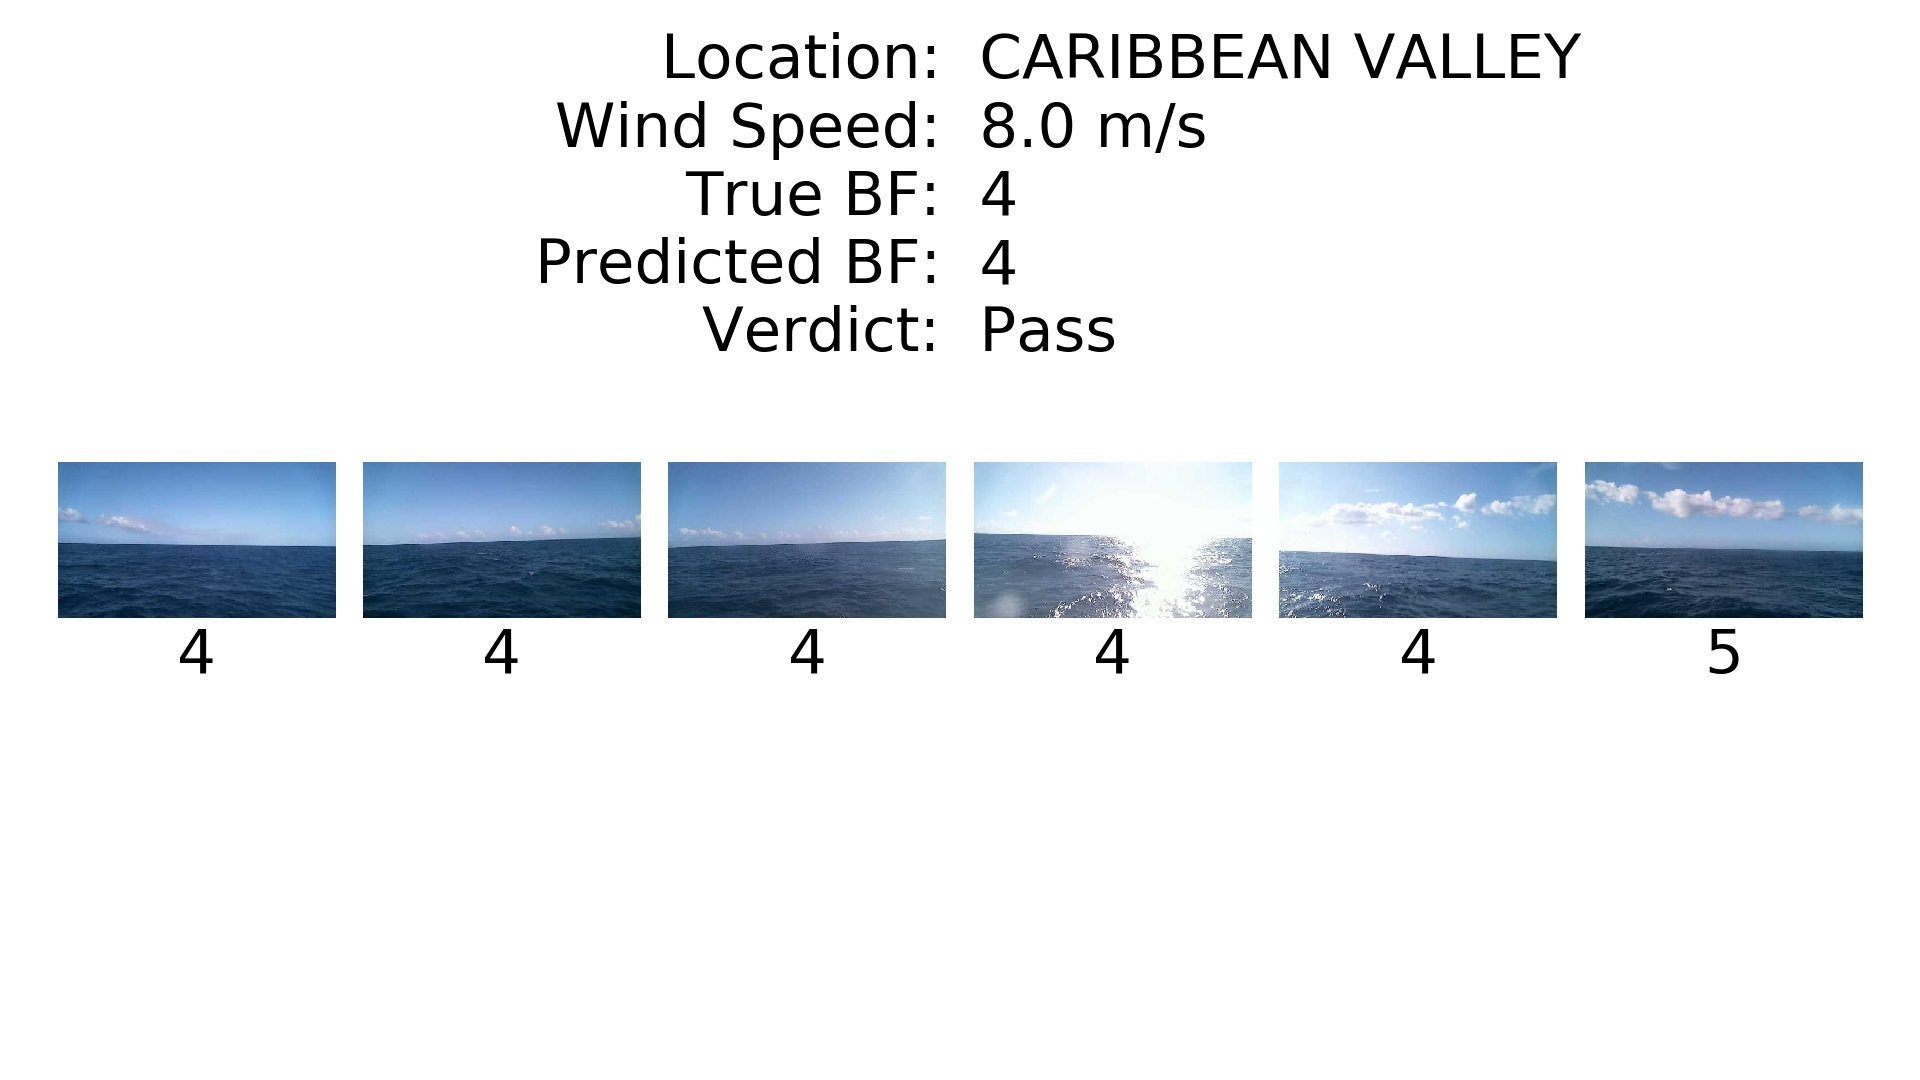 Location: CARIBBEAN VALLEY
Wind Speed: 8.0 m/s
True BF: 4
Predicted BF: 4
Verdict: Pass
4 4 4 4 4 5